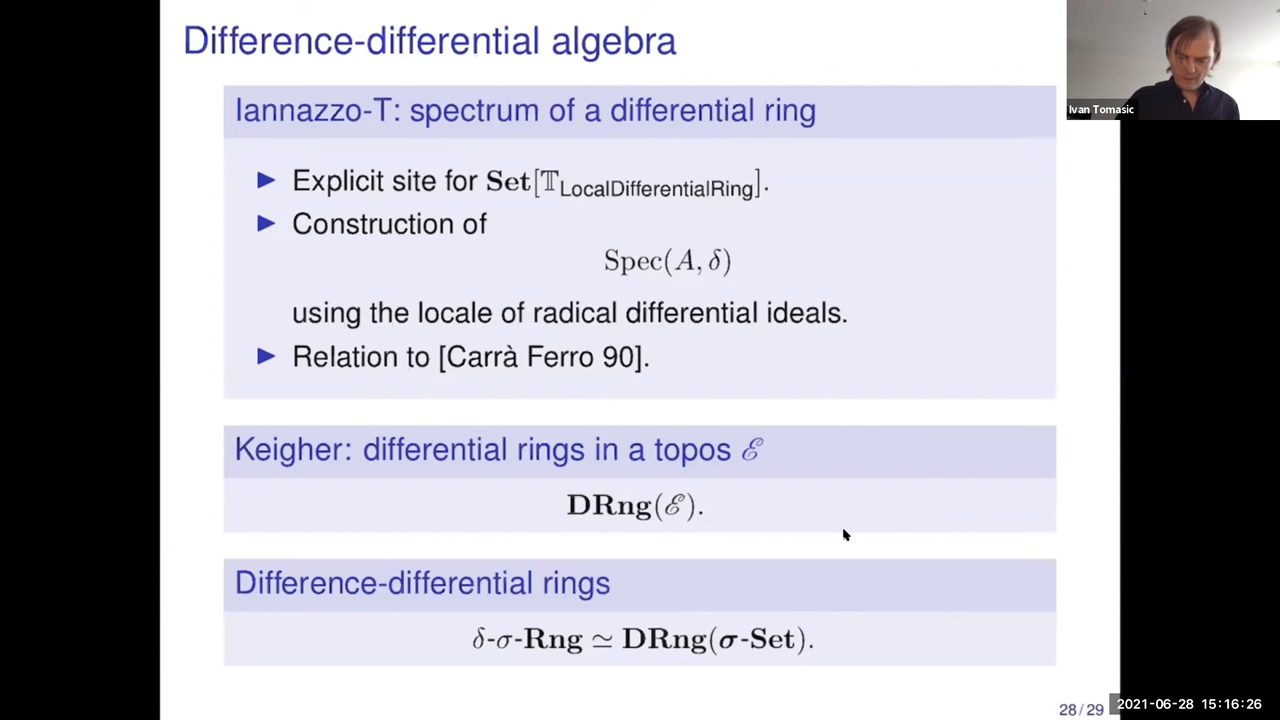 Difference-differential algebra
Iannazzo-T: spectrum of a differential ring
▶ Explicit site for Set[𝕋LocalDifferentialRing].
▶ Construction of
Spec(A, δ)
using the locale of radical differential ideals.
▶ Relation to [Carrà Ferro 90].
Keigher: differential rings in a topos ℰ
DRng(ℰ).
Difference-differential rings
δ-σ-Rng ≃ DRng(σ-Set).
28/29
Ivan Tomasic
2021-06-28 15:16:26